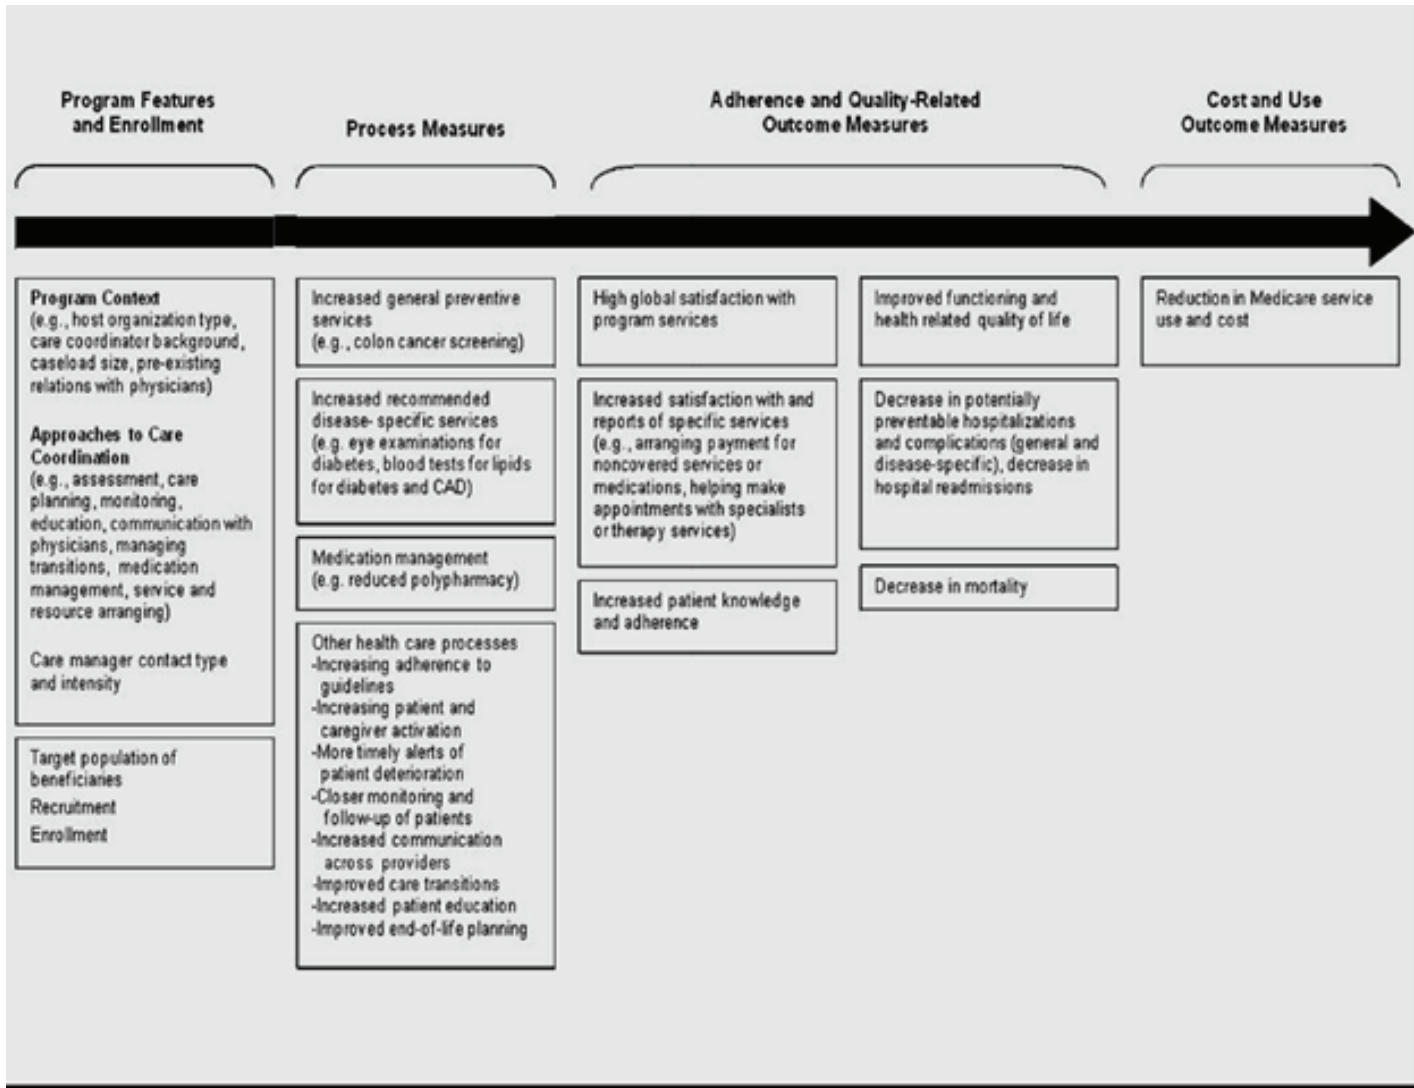 Program Features
and Enrollment
Process Measures
Adherence and Quality-Related
Outcome Measures
Cost and Use
Outcome Measures
Program Context
(e.g., host organization type,
care coordinator background,
caseload size, pre-existing
relations with physicians)
Approaches to Care
Coordination
(e.g., assessment, care
planning, monitoring,
education, communication with
physicians, managing
transitions, medication
management, service and
resource arranging)
Care manager contact type
and intensity
Target population of
beneficiaries
Recruitment
Enrollment
Increased general preventive
services
(e.g., colon cancer screening)
Increased recommended
disease- specific services
(e.g. eye examinations for
diabetes, blood tests for lipids
for diabetes and CAD)
Medication management
(e.g. reduced polypharmacy)
Other health care processes
-Increasing adherence to
guidelines
-Increasing patient and
caregiver activation
-More timely alerts of
patient deterioration
-Closer monitoring and
follow-up of patients
-Increased communication
across providers
-Improved care transitions
-Increased patient education
-Improved end-of-life planning
High global satisfaction with
program services
Increased satisfaction with and
reports of specific services
(e.g., arranging payment for
noncovered services or
medications, helping make
appointments with specialists
or therapy services)
Increased patient knowledge
and adherence
Improved functioning and
health related quality of life
Decrease in potentially
preventable hospitalizations
and complications (general and
disease-specific), decrease in
hospital readmissions
Decrease in mortality
Reduction in Medicare service
use and cost